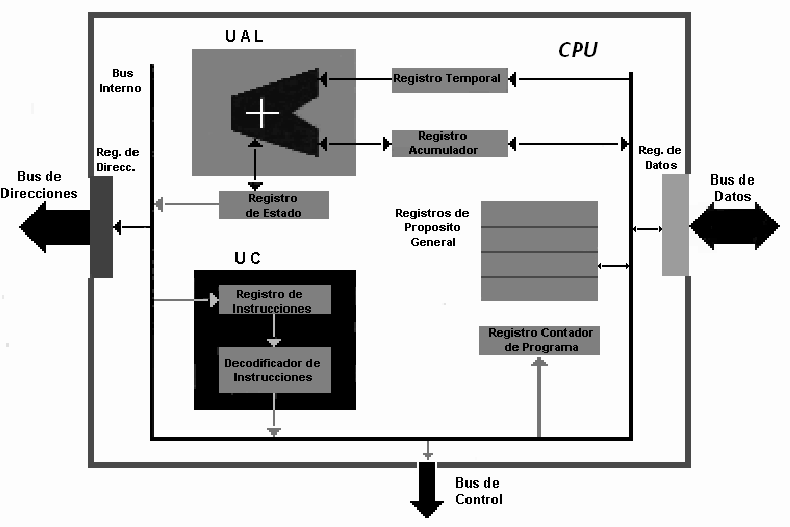 UAL
CPU
Bus
Interno
Registro Temporal
Registro
Acumulador
Reg. de
Direcc.
Reg. de
Datos
Bus de
Direcciones
Bus de
Datos
Registro
de Estado
Registros de
Proposito
General
UC
Registro de
Instrucciones
Registro Contador
de Programa
Decodificador de
Instrucciones
Bus de
Control